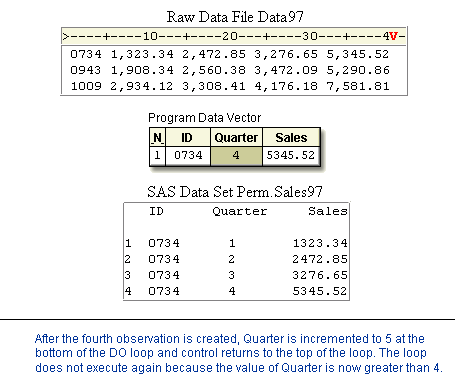 Raw Data File Data97
>----+----10---+----20---+----30---+----4V-
0734 1,323.34 2,472.85 3,276.65 5,345.52
0943 1,908.34 2,560.38 3,472.09 5,290.86
1009 2,934.12 3,308.41 4,176.18 7,581.81
Program Data Vector
_N_ ID Quarter Sales
1 0734 4 5345.52
SAS Data Set Perm.Sales97
ID Quarter Sales
1 0734 1 1323.34
2 0734 2 2472.85
3 0734 3 3276.65
4 0734 4 5345.52
After the fourth observation is created, Quarter is incremented to 5 at the
bottom of the DO loop and control returns to the top of the loop. The loop
does not execute again because the value of Quarter is now greater than 4.